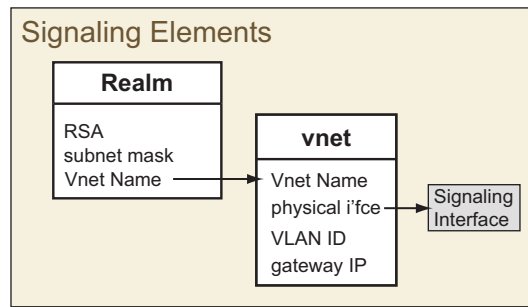 Signaling Elements
Realm
RSA
subnet mask
Vnet Name
vnet
Vnet Name
physical i'fce
VLAN ID
gateway IP
Signaling
Interface